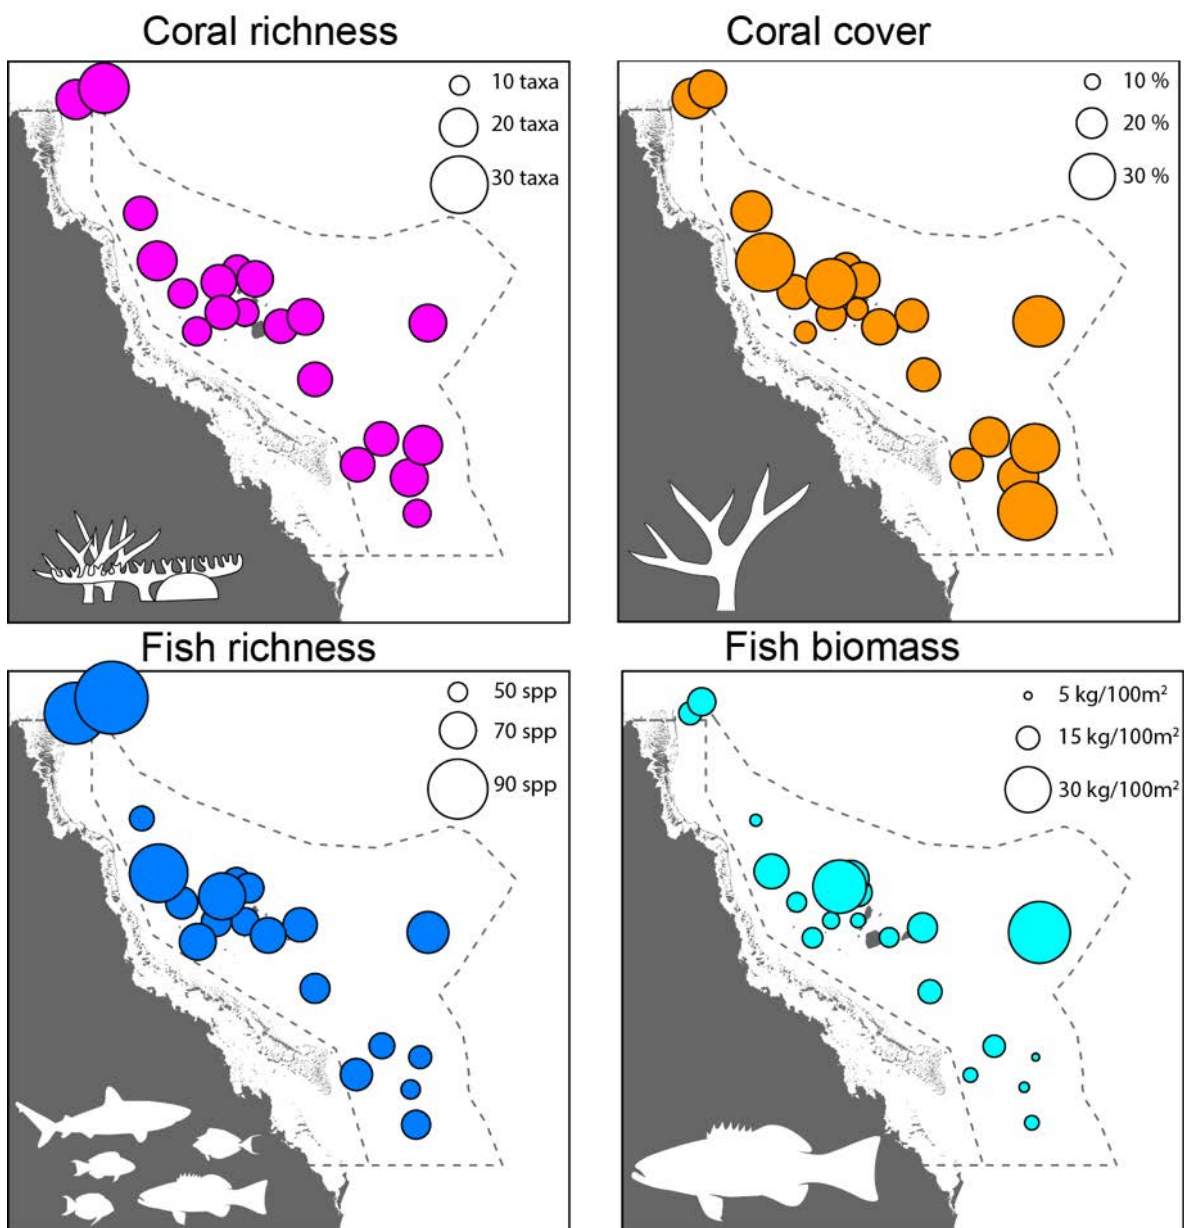 Coral richness
10 taxa
20 taxa
30 taxa
Coral cover
10 %
20 %
30 %
Fish richness
50 spp
70 spp
90 spp
Fish biomass
5 kg/100m²
15 kg/100m²
30 kg/100m²